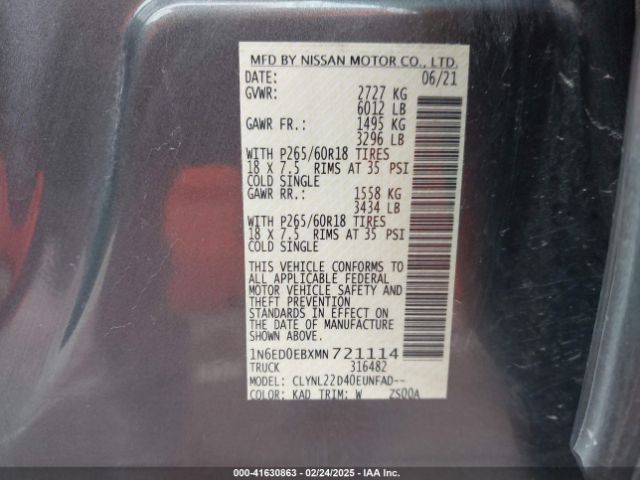 MFD BY NISSAN MOTOR CO., LTD.
DATE: 06/21
GVWR: 2727 KG
6012 LB
GAWR FR.: 1495 KG
3296 LB
WITH P265/60R18 TIRES
18 X 7.5 RIMS AT 35 PSI
COLD SINGLE
GAWR RR.: 1558 KG
3434 LB
WITH P265/60R18 TIRES
18 X 7.5 RIMS AT 35 PSI
COLD SINGLE
THIS VEHICLE CONFORMS TO
ALL APPLICABLE FEDERAL
MOTOR VEHICLE SAFETY AND
THEFT PREVENTION
STANDARDS IN EFFECT ON
THE DATE OF MANUFACTURE
SHOWN ABOVE.
1N6ED0EBXMN 721114
TRUCK 316482
MODEL: CLYNL22D40EUNFAD--
COLOR: KAD TRIM: W ZS00A
000-41630863 - 02/24/2025 - IAA Inc.